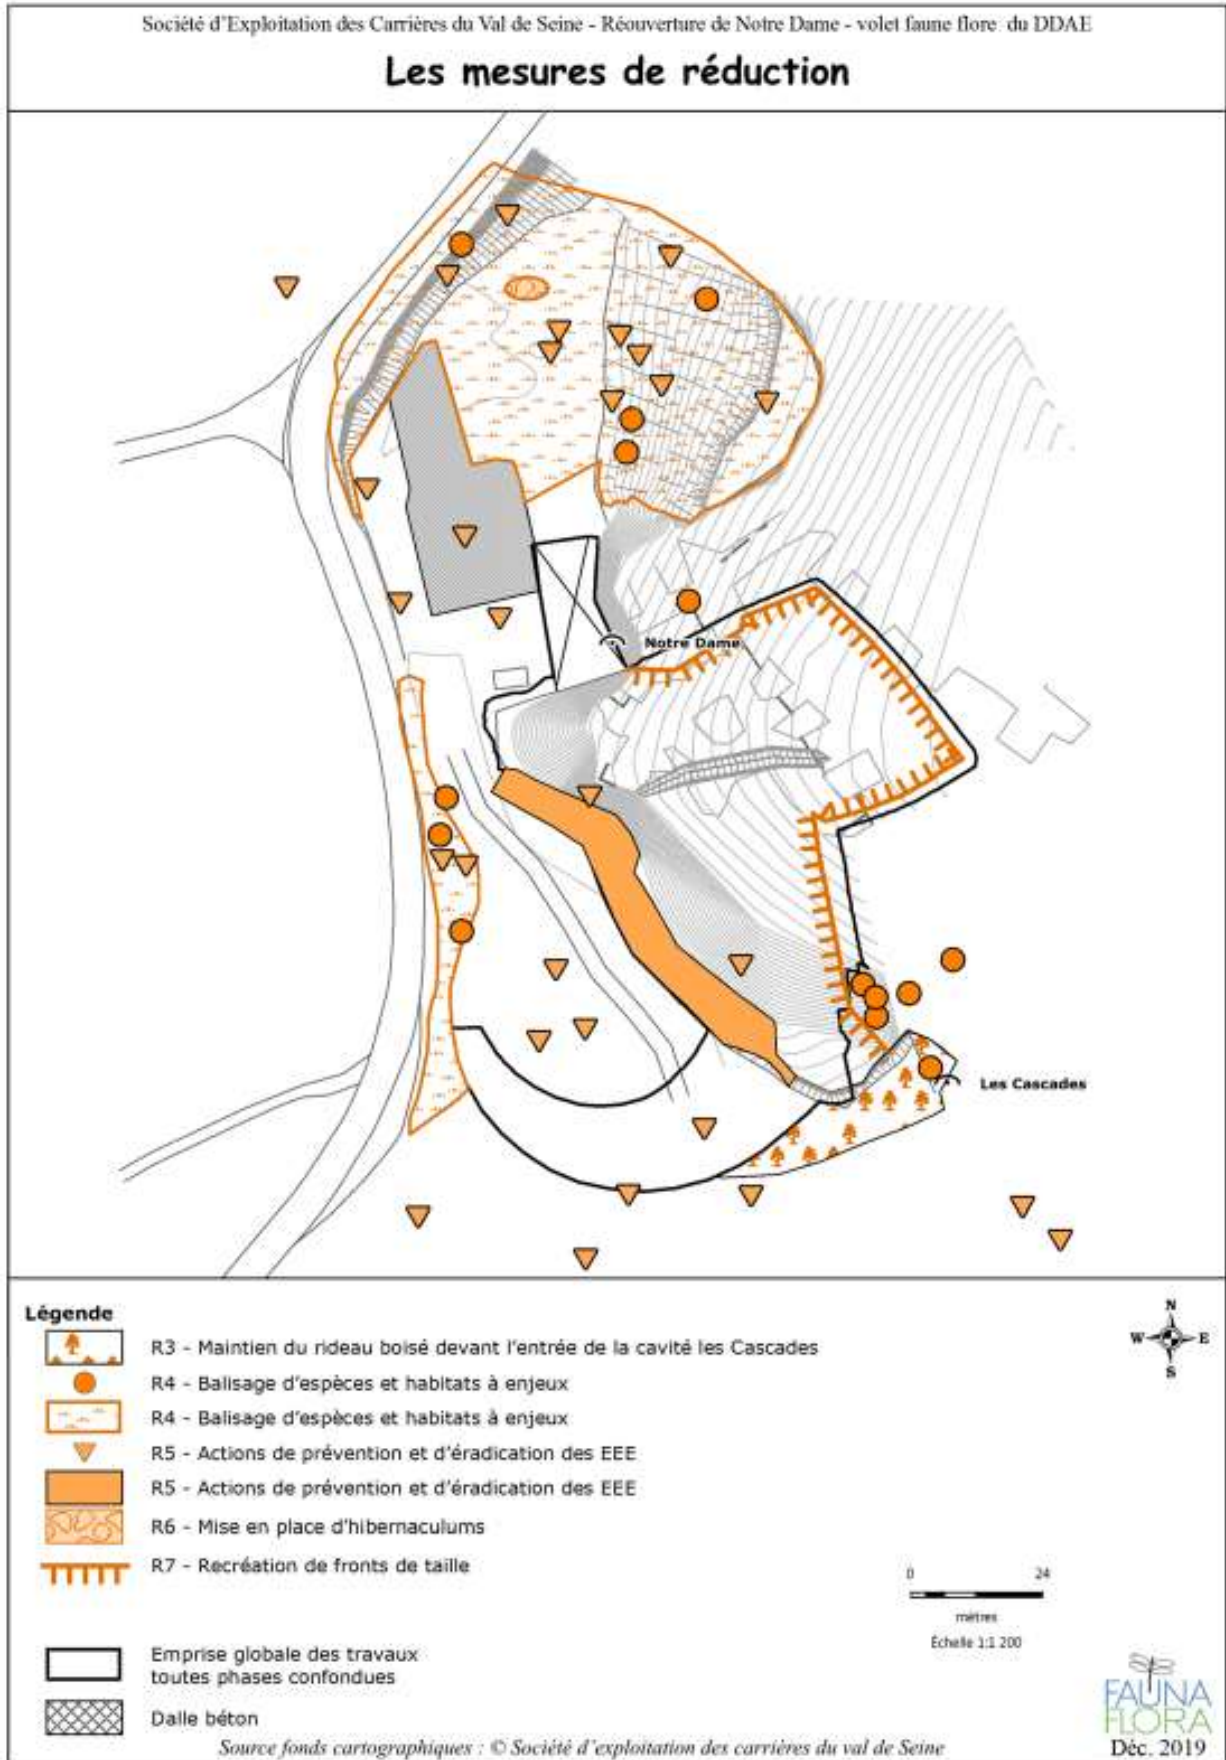 Société d'Exploitation des Carrières du Val de Seine - Réouverture de Notre Dame - volet faune flore du DDAE
Les mesures de réduction
Notre Dame
Les Cascades
Légende
R3 - Maintien du rideau boisé devant l'entrée de la cavité les Cascades
R4 - Balisage d'espèces et habitats à enjeux
R4 - Balisage d'espèces et habitats à enjeux
R5 - Actions de prévention et d'éradication des EEE
R5 - Actions de prévention et d'éradication des EEE
R6 - Mise en place d'hibernaculums
R7 - Recréation de fronts de taille
Emprise globale des travaux
toutes phases confondues
Dalle béton
N
W E
S
0 24
mètres
Échelle 1:1 200
FAUNA
FLORA
Déc. 2019
Source fonds cartographiques : © Société d'exploitation des carrières du val de Seine